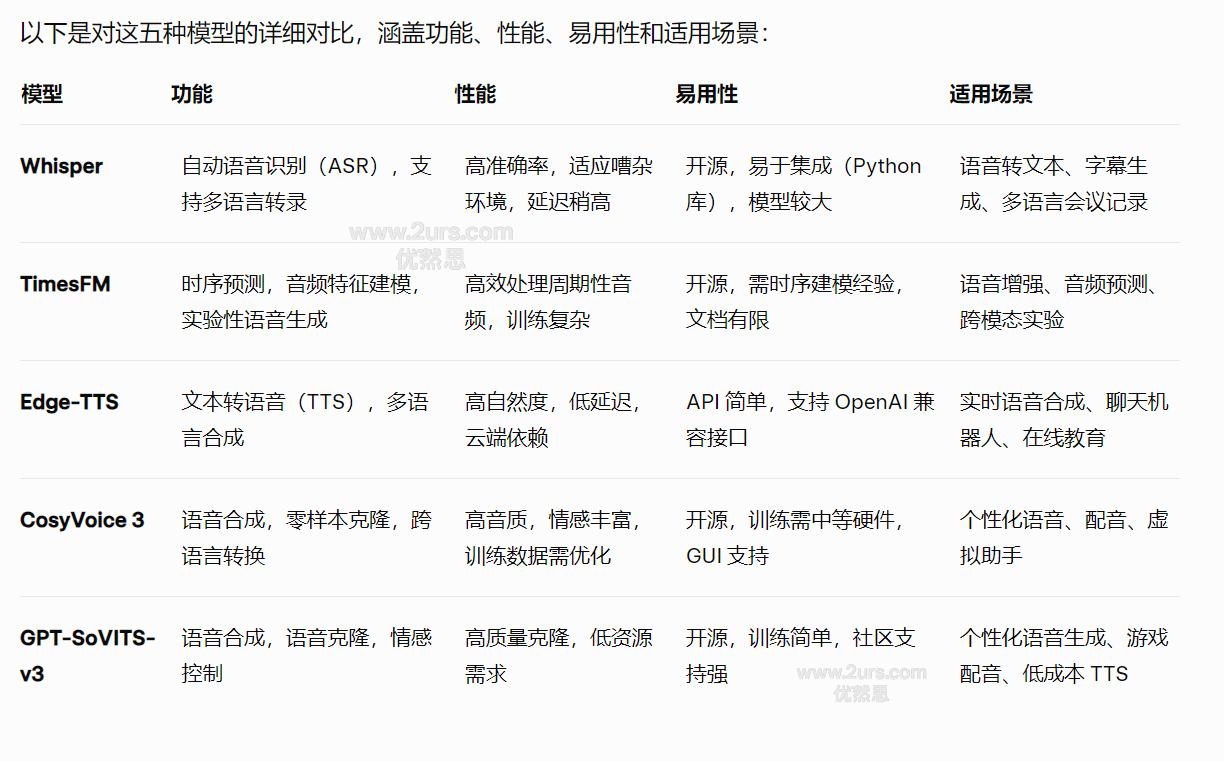 以下是对这五种模型的详细对比，涵盖功能、性能、易用性和适用场景：
模型 功能 性能 易用性 适用场景
Whisper 自动语音识别（ASR），支 高准确率，适应嘈杂 开源，易于集成（Python 语音转文本、字幕生
持多语言转录 环境，延迟稍高 库），模型较大 成、多语言会议记录
www.2urs.com
优然思
TimesFM 时序预测，音频特征建模， 高效处理周期性音 开源，需时序建模经验， 语音增强、音频预测、
实验性语音生成 频，训练复杂 文档有限 跨模态实验
Edge-TTS 文本转语音（TTS），多语 高自然度，低延迟， API 简单，支持 OpenAI 兼 实时语音合成、聊天机
言合成 云端依赖 容接口 器人、在线教育
CosyVoice 3 语音合成，零样本克隆，跨 高音质，情感丰富， 开源，训练需中等硬件， 个性化语音、配音、虚
语言转换 训练数据需优化 GUI 支持 拟助手
GPT-SoVITS- 语音合成，语音克隆，情感 高质量克隆，低资源 开源，训练简单，社区支 个性化语音生成、游戏
v3 控制 需求 持强 配音、低成本 TTS
www.2urs.com
优然思